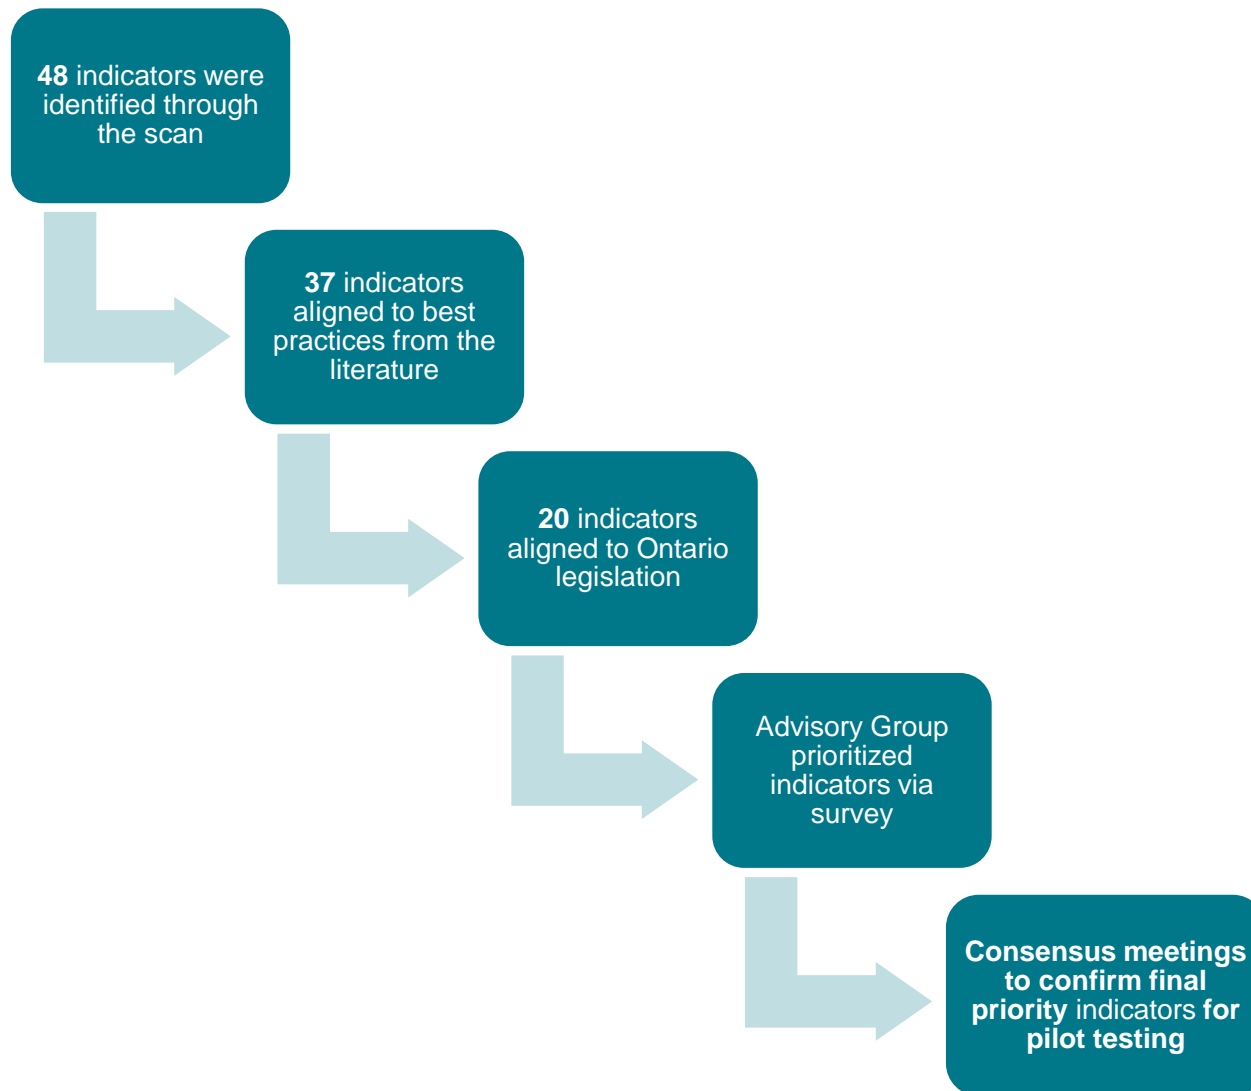 48 indicators were
identified through
the scan
37 indicators
aligned to best
practices from the
literature
20 indicators
aligned to Ontario
legislation
Advisory Group
prioritized
indicators via
survey
Consensus meetings
to confirm final
priority indicators for
pilot testing